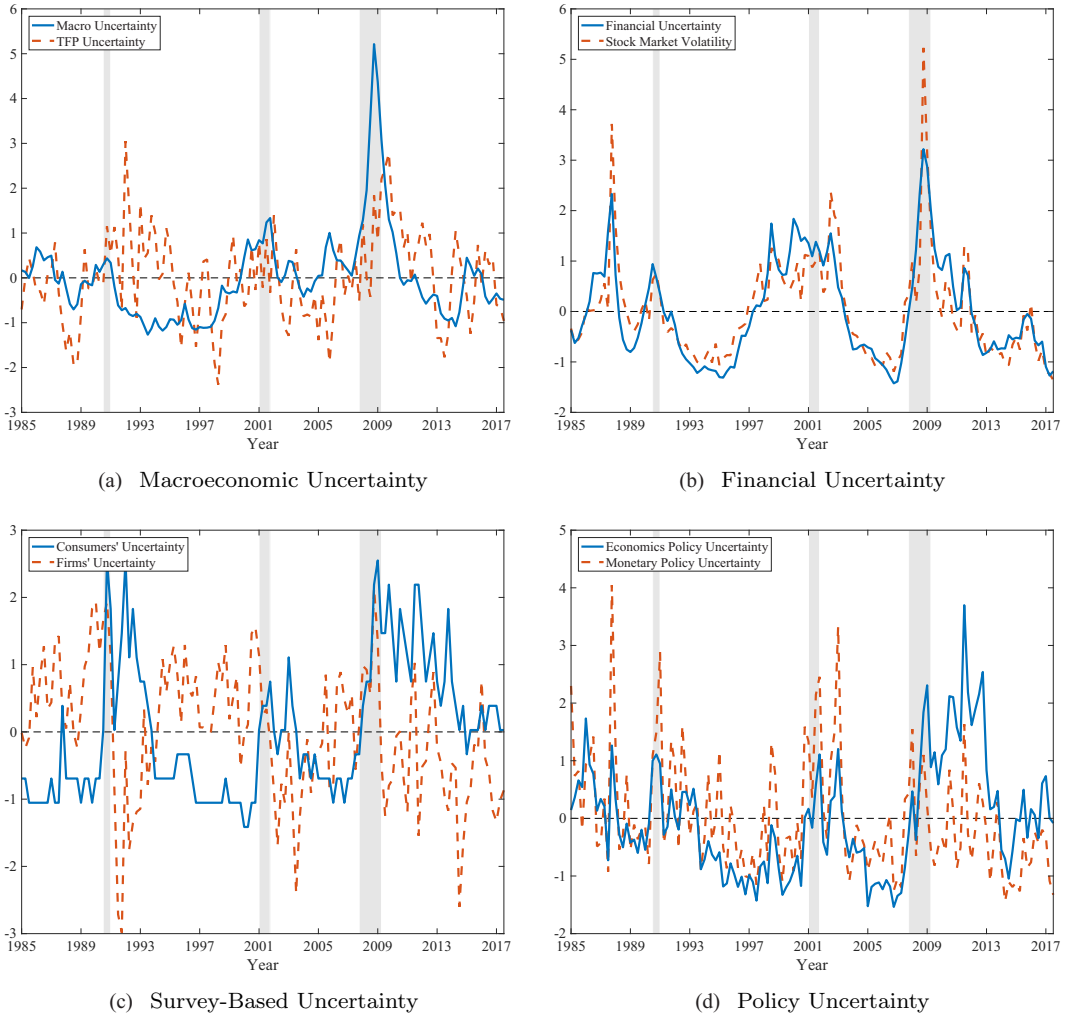 6
5
4
3
2
1
0
-1
-2
-3
Macro Uncertainty
TFP Uncertainty
1985 1989 1993 1997 2001 2005 2009 2013 2017
Year
(a) Macroeconomic Uncertainty
6
5
4
3
2
1
0
-1
-2
Financial Uncertainty
Stock Market Volatility
1985 1989 1993 1997 2001 2005 2009 2013 2017
Year
(b) Financial Uncertainty
3
2
1
0
-1
-2
-3
Consumers' Uncertainty
Firms' Uncertainty
1985 1989 1993 1997 2001 2005 2009 2013 2017
Year
(c) Survey-Based Uncertainty
5
4
3
2
1
0
-1
-2
Economics Policy Uncertainty
Monetary Policy Uncertainty
1985 1989 1993 1997 2001 2005 2009 2013 2017
Year
(d) Policy Uncertainty